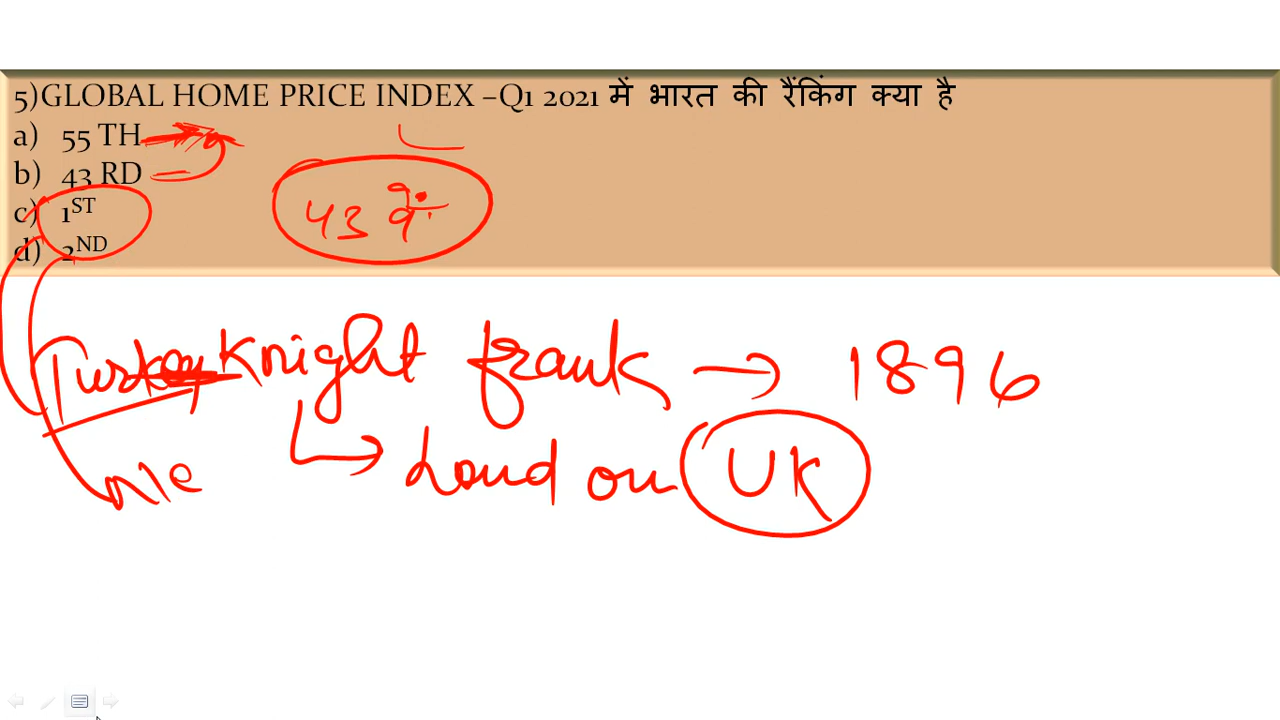 5)GLOBAL HOME PRICE INDEX –Q1 2021 में भारत की रैंकिंग क्या है
a) 55 TH
b) 43 RD
c) 1ST
d) 2ND
43 वें
Turkey Knight frank → 1896
London UK